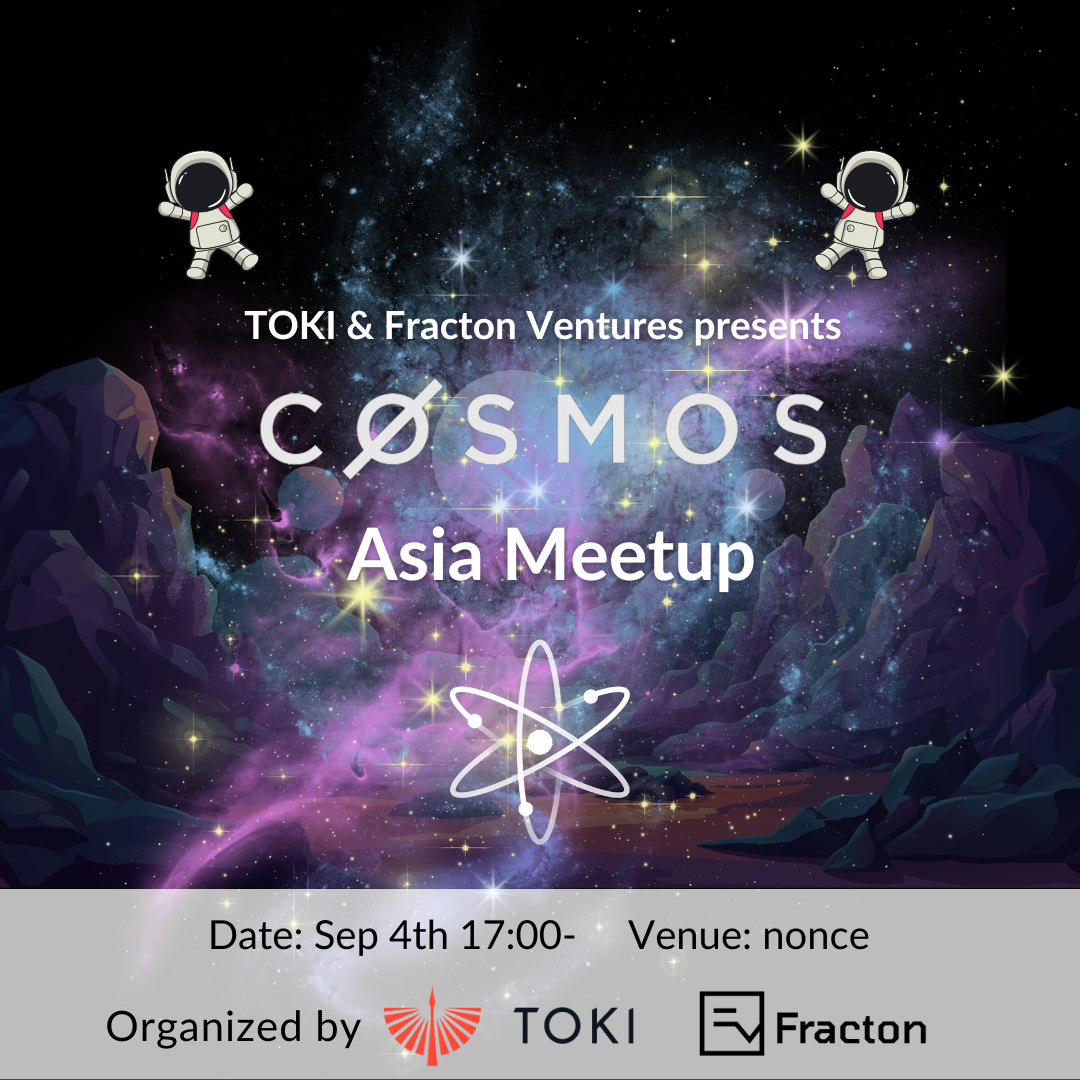 TOKI & Fracton Ventures presents
CØSMOS
Asia Meetup
Date: Sep 4th 17:00- Venue: nonce
Organized by TOKI Fracton